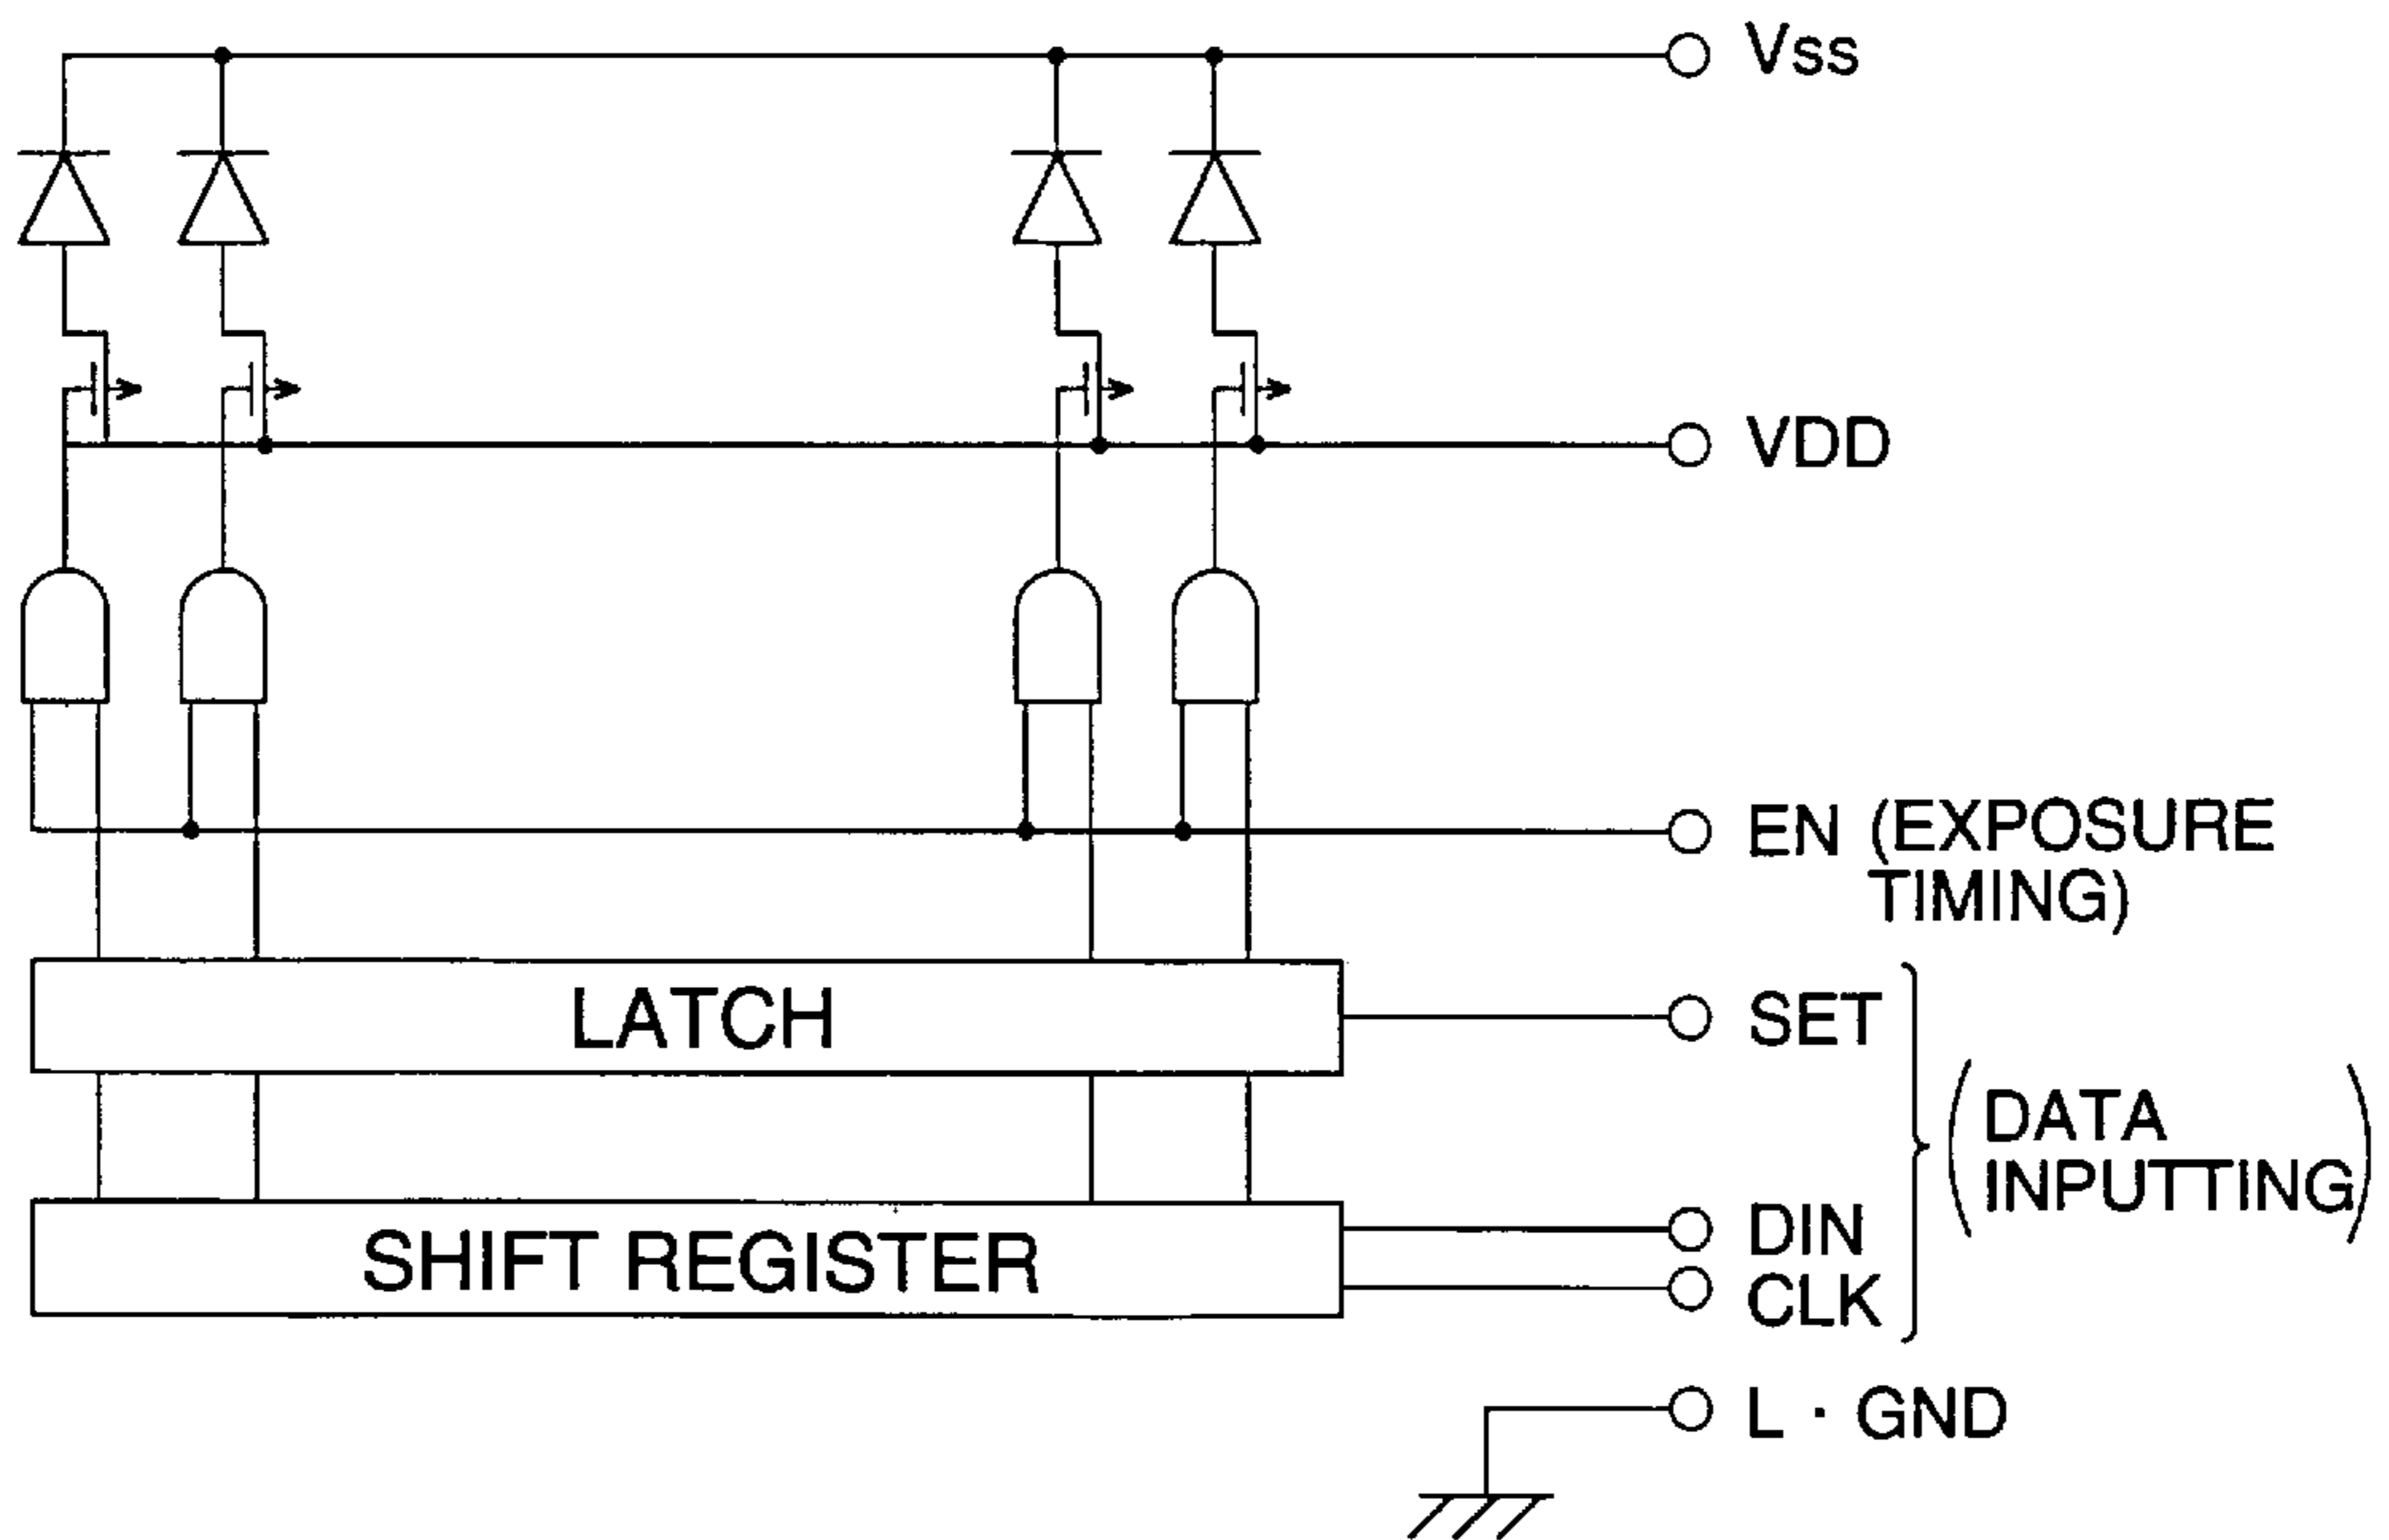 Vss
VDD
EN (EXPOSURE
TIMING)
LATCH
SET
(DATA
INPUTTING)
SHIFT REGISTER
DIN
CLK
L · GND